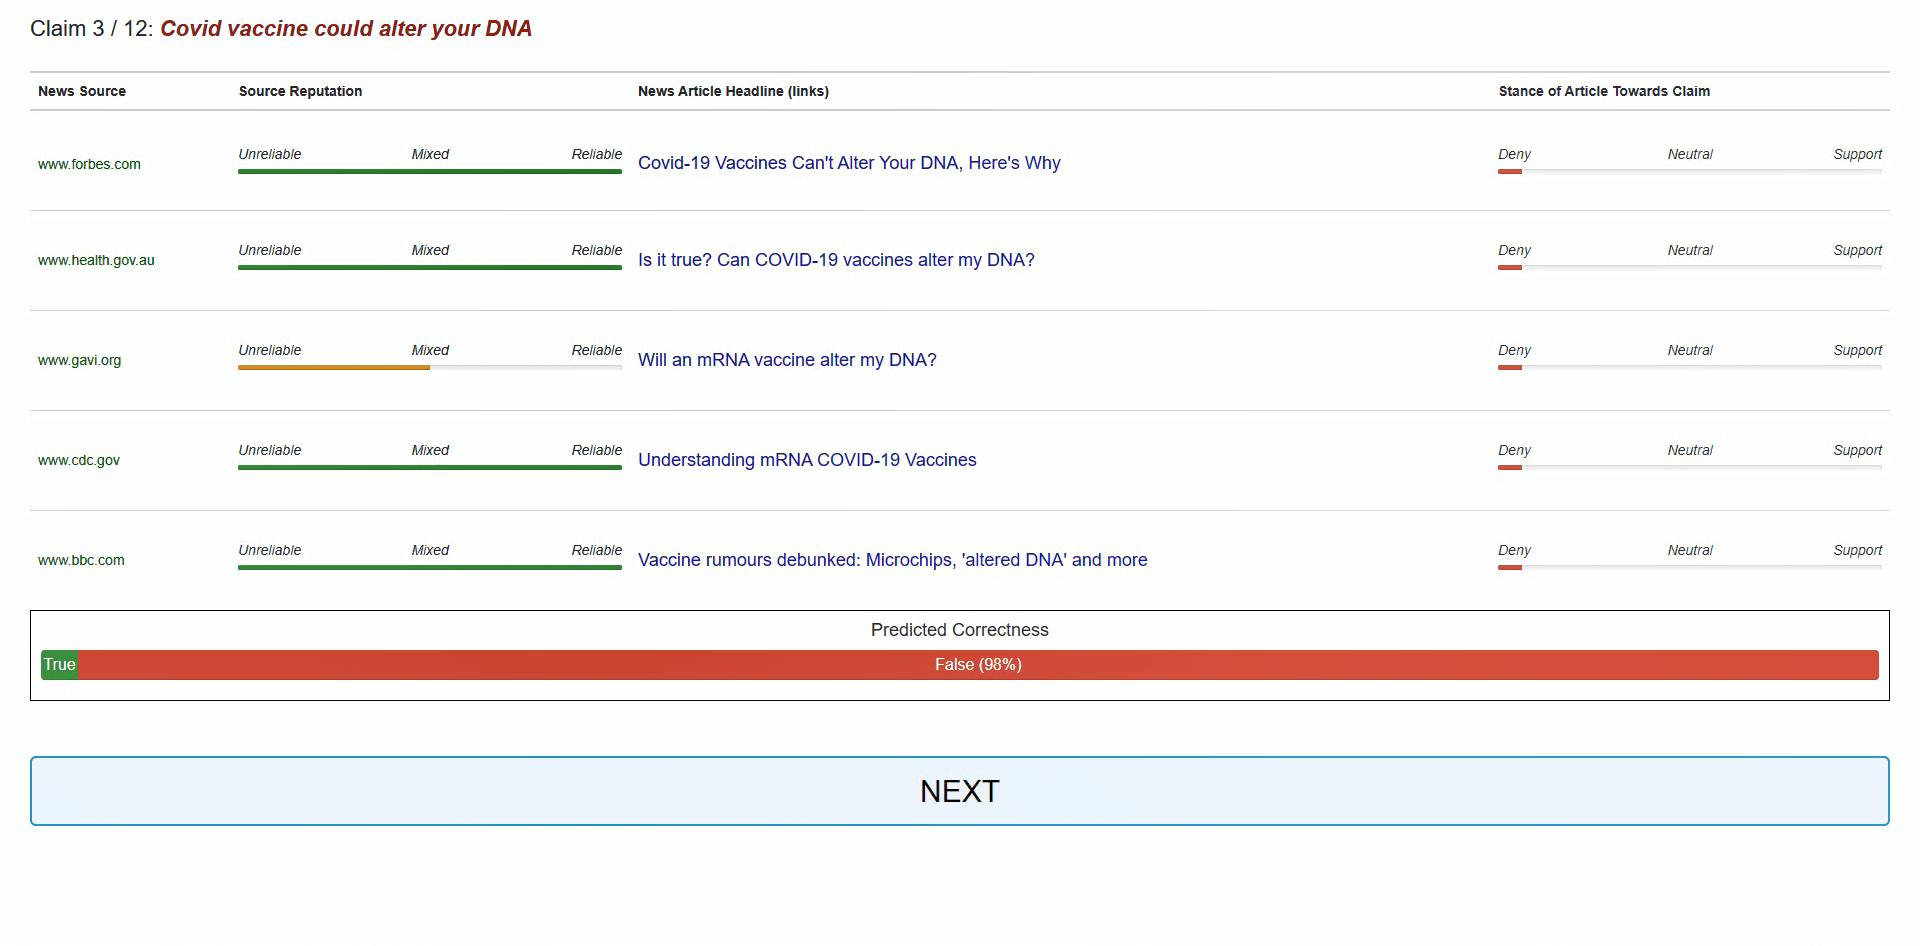 Claim 3 / 12: Covid vaccine could alter your DNA
News Source Source Reputation News Article Headline (links) Stance of Article Towards Claim
Unreliable Mixed Reliable Deny Neutral Support
www.forbes.com Covid-19 Vaccines Can't Alter Your DNA, Here's Why
Unreliable Mixed Reliable Deny Neutral Support
www.health.gov.au Is it true? Can COVID-19 vaccines alter my DNA?
Unreliable Mixed Reliable Deny Neutral Support
www.gavi.org Will an mRNA vaccine alter my DNA?
Unreliable Mixed Reliable Deny Neutral Support
www.cdc.gov Understanding mRNA COVID-19 Vaccines
Unreliable Mixed Reliable Deny Neutral Support
www.bbc.com Vaccine rumours debunked: Microchips, 'altered DNA' and more
Predicted Correctness
True False (98%)
NEXT